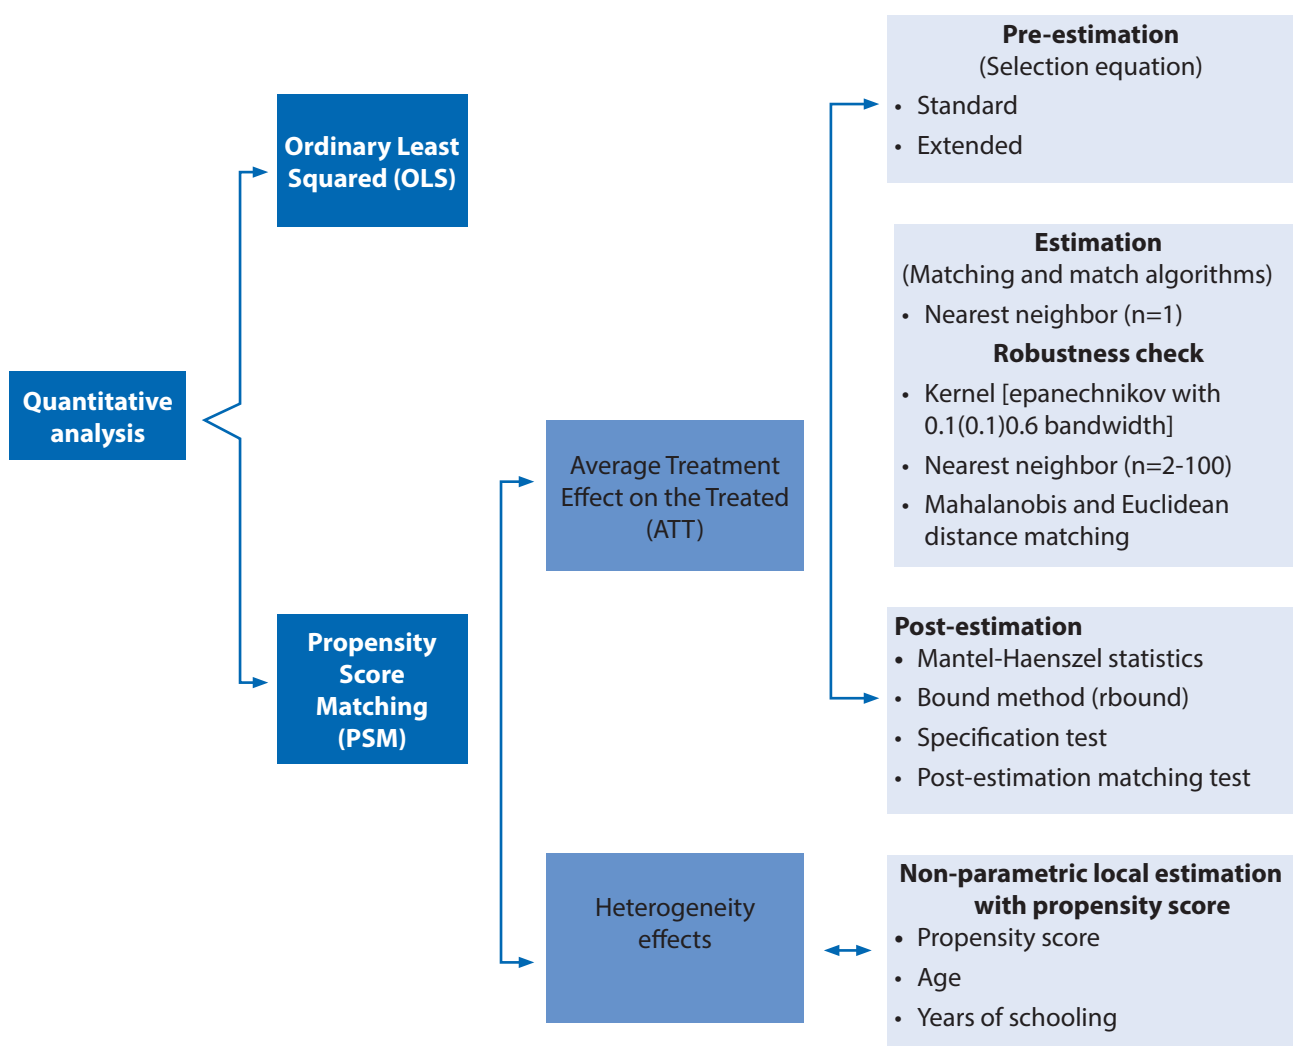 Quantitative
analysis
Ordinary Least
Squared (OLS)
Propensity
Score
Matching
(PSM)
Average Treatment
Effect on the Treated
(ATT)
Heterogeneity
effects
Pre-estimation
(Selection equation)
• Standard
• Extended
Estimation
(Matching and match algorithms)
• Nearest neighbor (n=1)
Robustness check
• Kernel [epanechnikov with
0.1(0.1)0.6 bandwidth]
• Nearest neighbor (n=2-100)
• Mahalanobis and Euclidean
distance matching
Post-estimation
• Mantel-Haenszel statistics
• Bound method (rbound)
• Specification test
• Post-estimation matching test
Non-parametric local estimation
with propensity score
• Propensity score
• Age
• Years of schooling